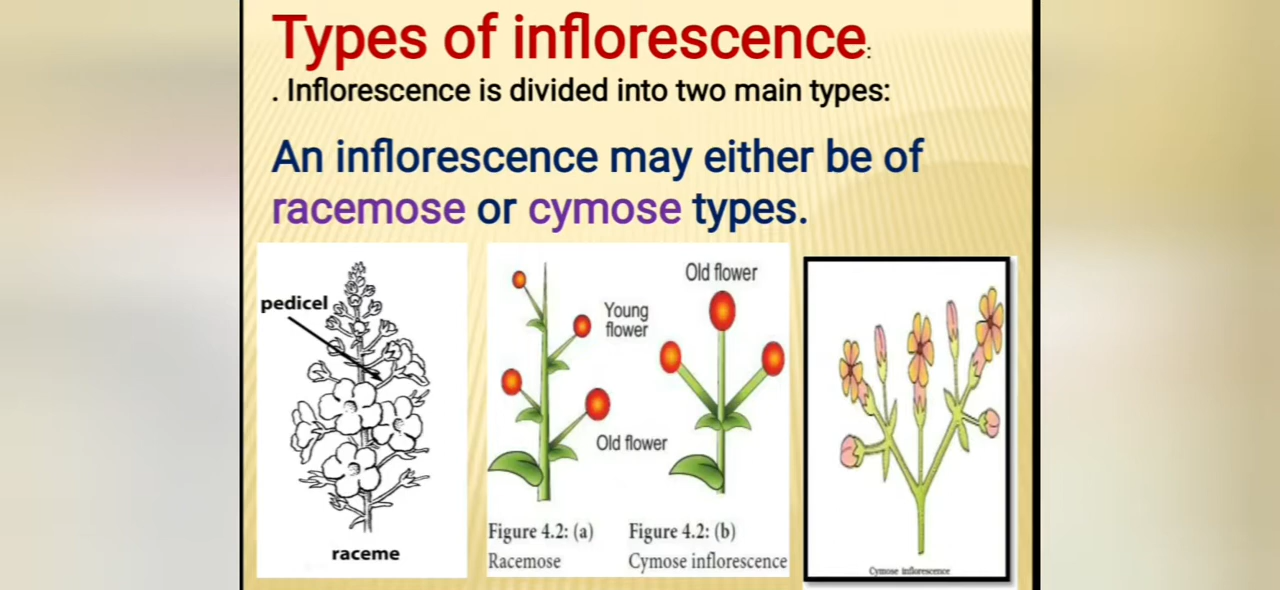 Types of inflorescence:
. Inflorescence is divided into two main types:
An inflorescence may either be of
racemose or cymose types.
pedicel
raceme
Young
flower
Old flower
Old flower
Figure 4.2: (a)
Racemose
Figure 4.2: (b)
Cymose inflorescence
Cymose inflorescence